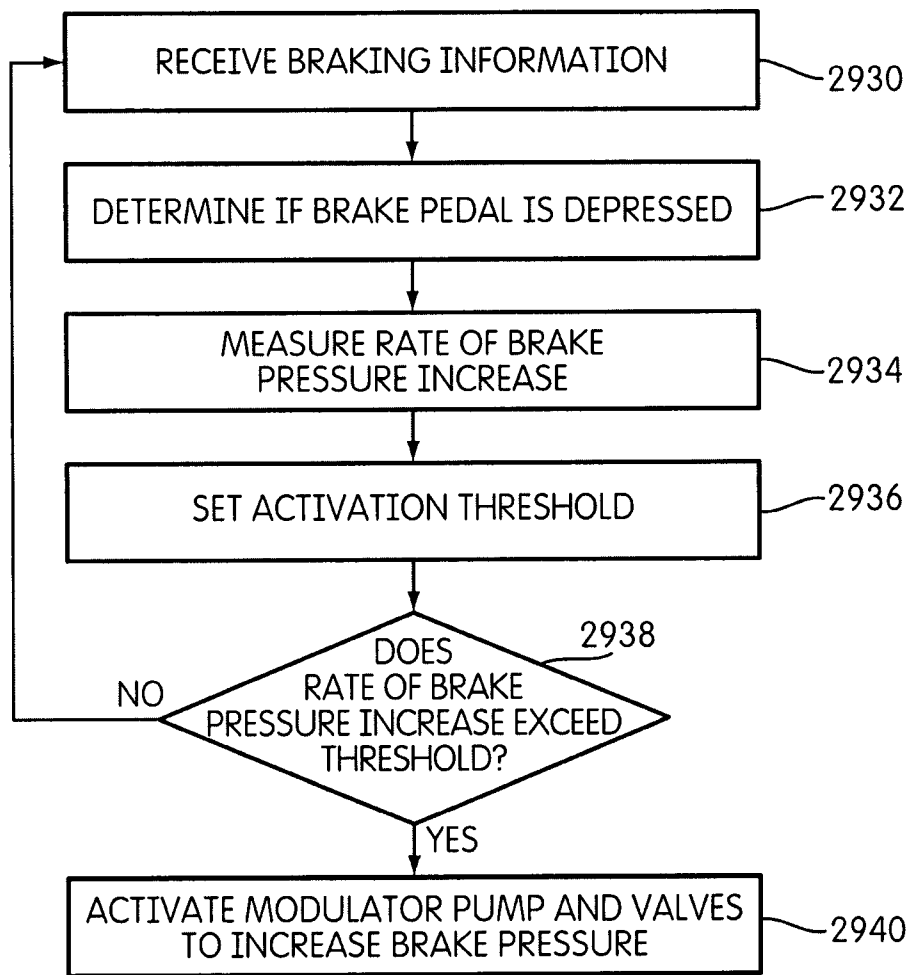 RECEIVE BRAKING INFORMATION
2930
DETERMINE IF BRAKE PEDAL IS DEPRESSED
2932
MEASURE RATE OF BRAKE
PRESSURE INCREASE
2934
SET ACTIVATION THRESHOLD
2936
2938
DOES
RATE OF BRAKE
PRESSURE INCREASE EXCEED
THRESHOLD?
NO
YES
ACTIVATE MODULATOR PUMP AND VALVES
TO INCREASE BRAKE PRESSURE
2940